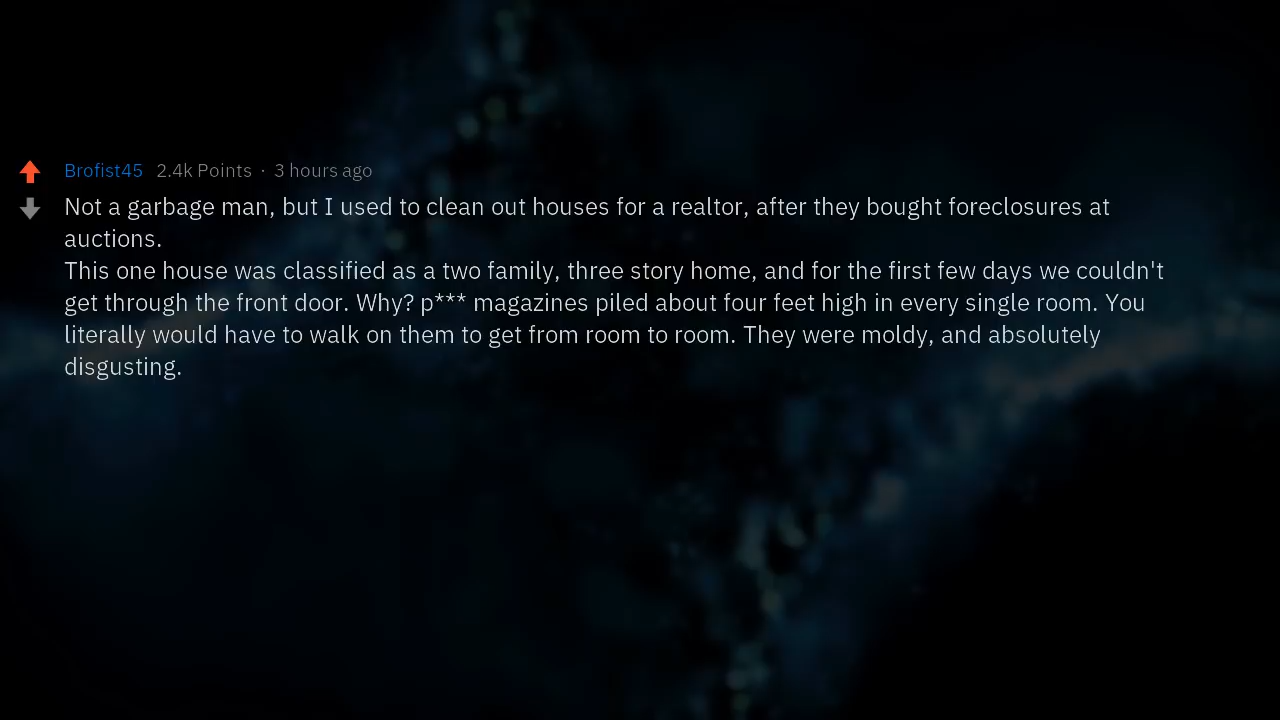 Brofist45 2.4k Points · 3 hours ago
Not a garbage man, but I used to clean out houses for a realtor, after they bought foreclosures at
auctions.
This one house was classified as a two family, three story home, and for the first few days we couldn't
get through the front door. Why? p*** magazines piled about four feet high in every single room. You
literally would have to walk on them to get from room to room. They were moldy, and absolutely
disgusting.